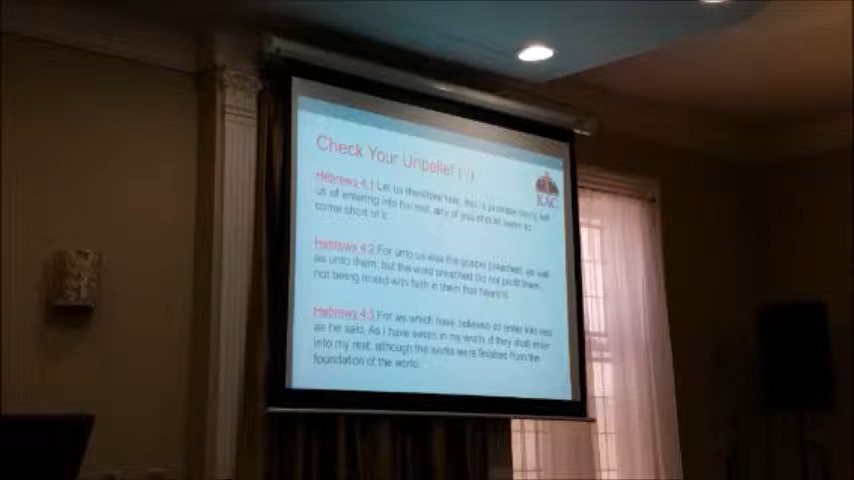 Check Your Unbelief (1)
KAC
Hebrews 4:1 Let us therefore fear, lest, a promise being left
us of entering into his rest, any of you should seem to
come short of it.
Hebrews 4:2 For unto us was the gospel preached, as well
as unto them: but the word preached did not profit them,
not being mixed with faith in them that heard it.
Hebrews 4:3 For we which have believed do enter into rest,
as he said, As I have sworn in my wrath, if they shall enter
into my rest: although the works were finished from the
foundation of the world.